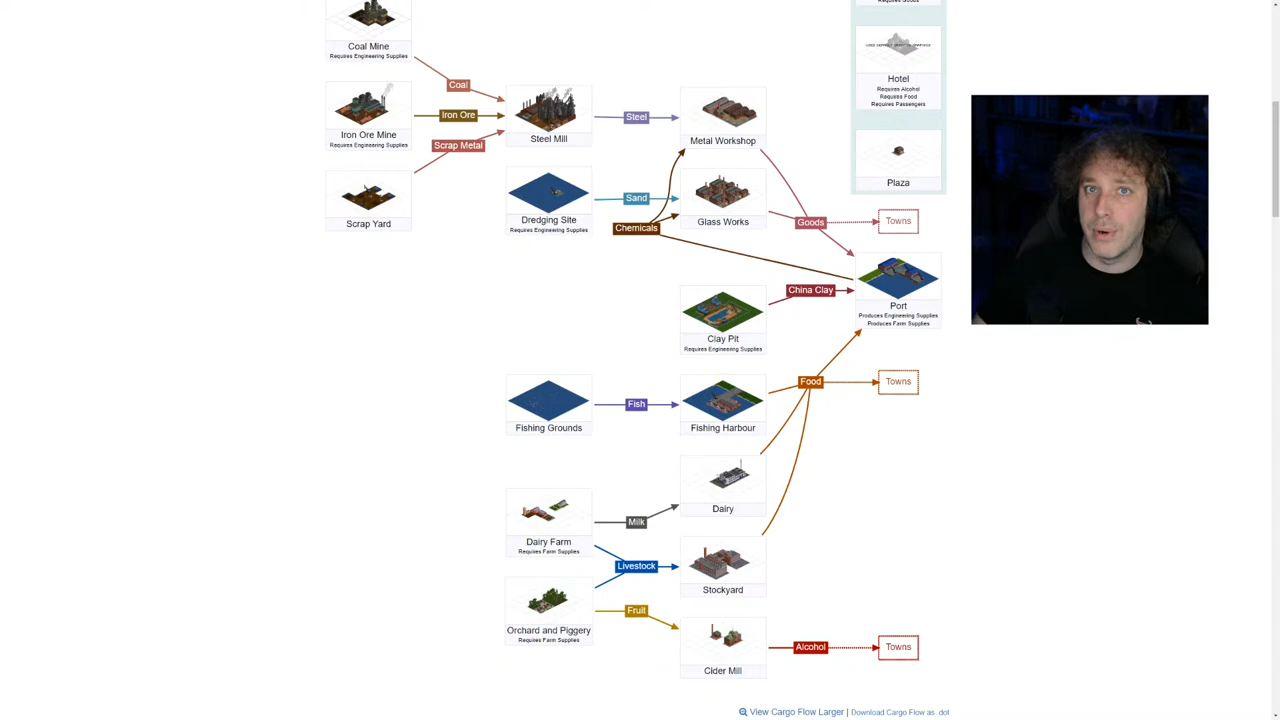 Requires Goods
Coal Mine
Requires Engineering Supplies
Hotel
Requires Alcohol
Requires Food
Requires Passengers
Coal
Iron Ore Mine
Requires Engineering Supplies
Iron Ore
Scrap Metal
Steel Mill
Steel
Metal Workshop
Plaza
Scrap Yard
Dredging Site
Requires Engineering Supplies
Sand
Chemicals
Glass Works
Goods
Towns
China Clay
Port
Produces Engineering Supplies
Produces Farm Supplies
Clay Pit
Requires Engineering Supplies
Food
Towns
Fishing Grounds
Fish
Fishing Harbour
Dairy
Milk
Dairy Farm
Requires Farm Supplies
Livestock
Stockyard
Fruit
Orchard and Piggery
Requires Farm Supplies
Cider Mill
Alcohol
Towns
View Cargo Flow Larger | Download Cargo Flow as .dot